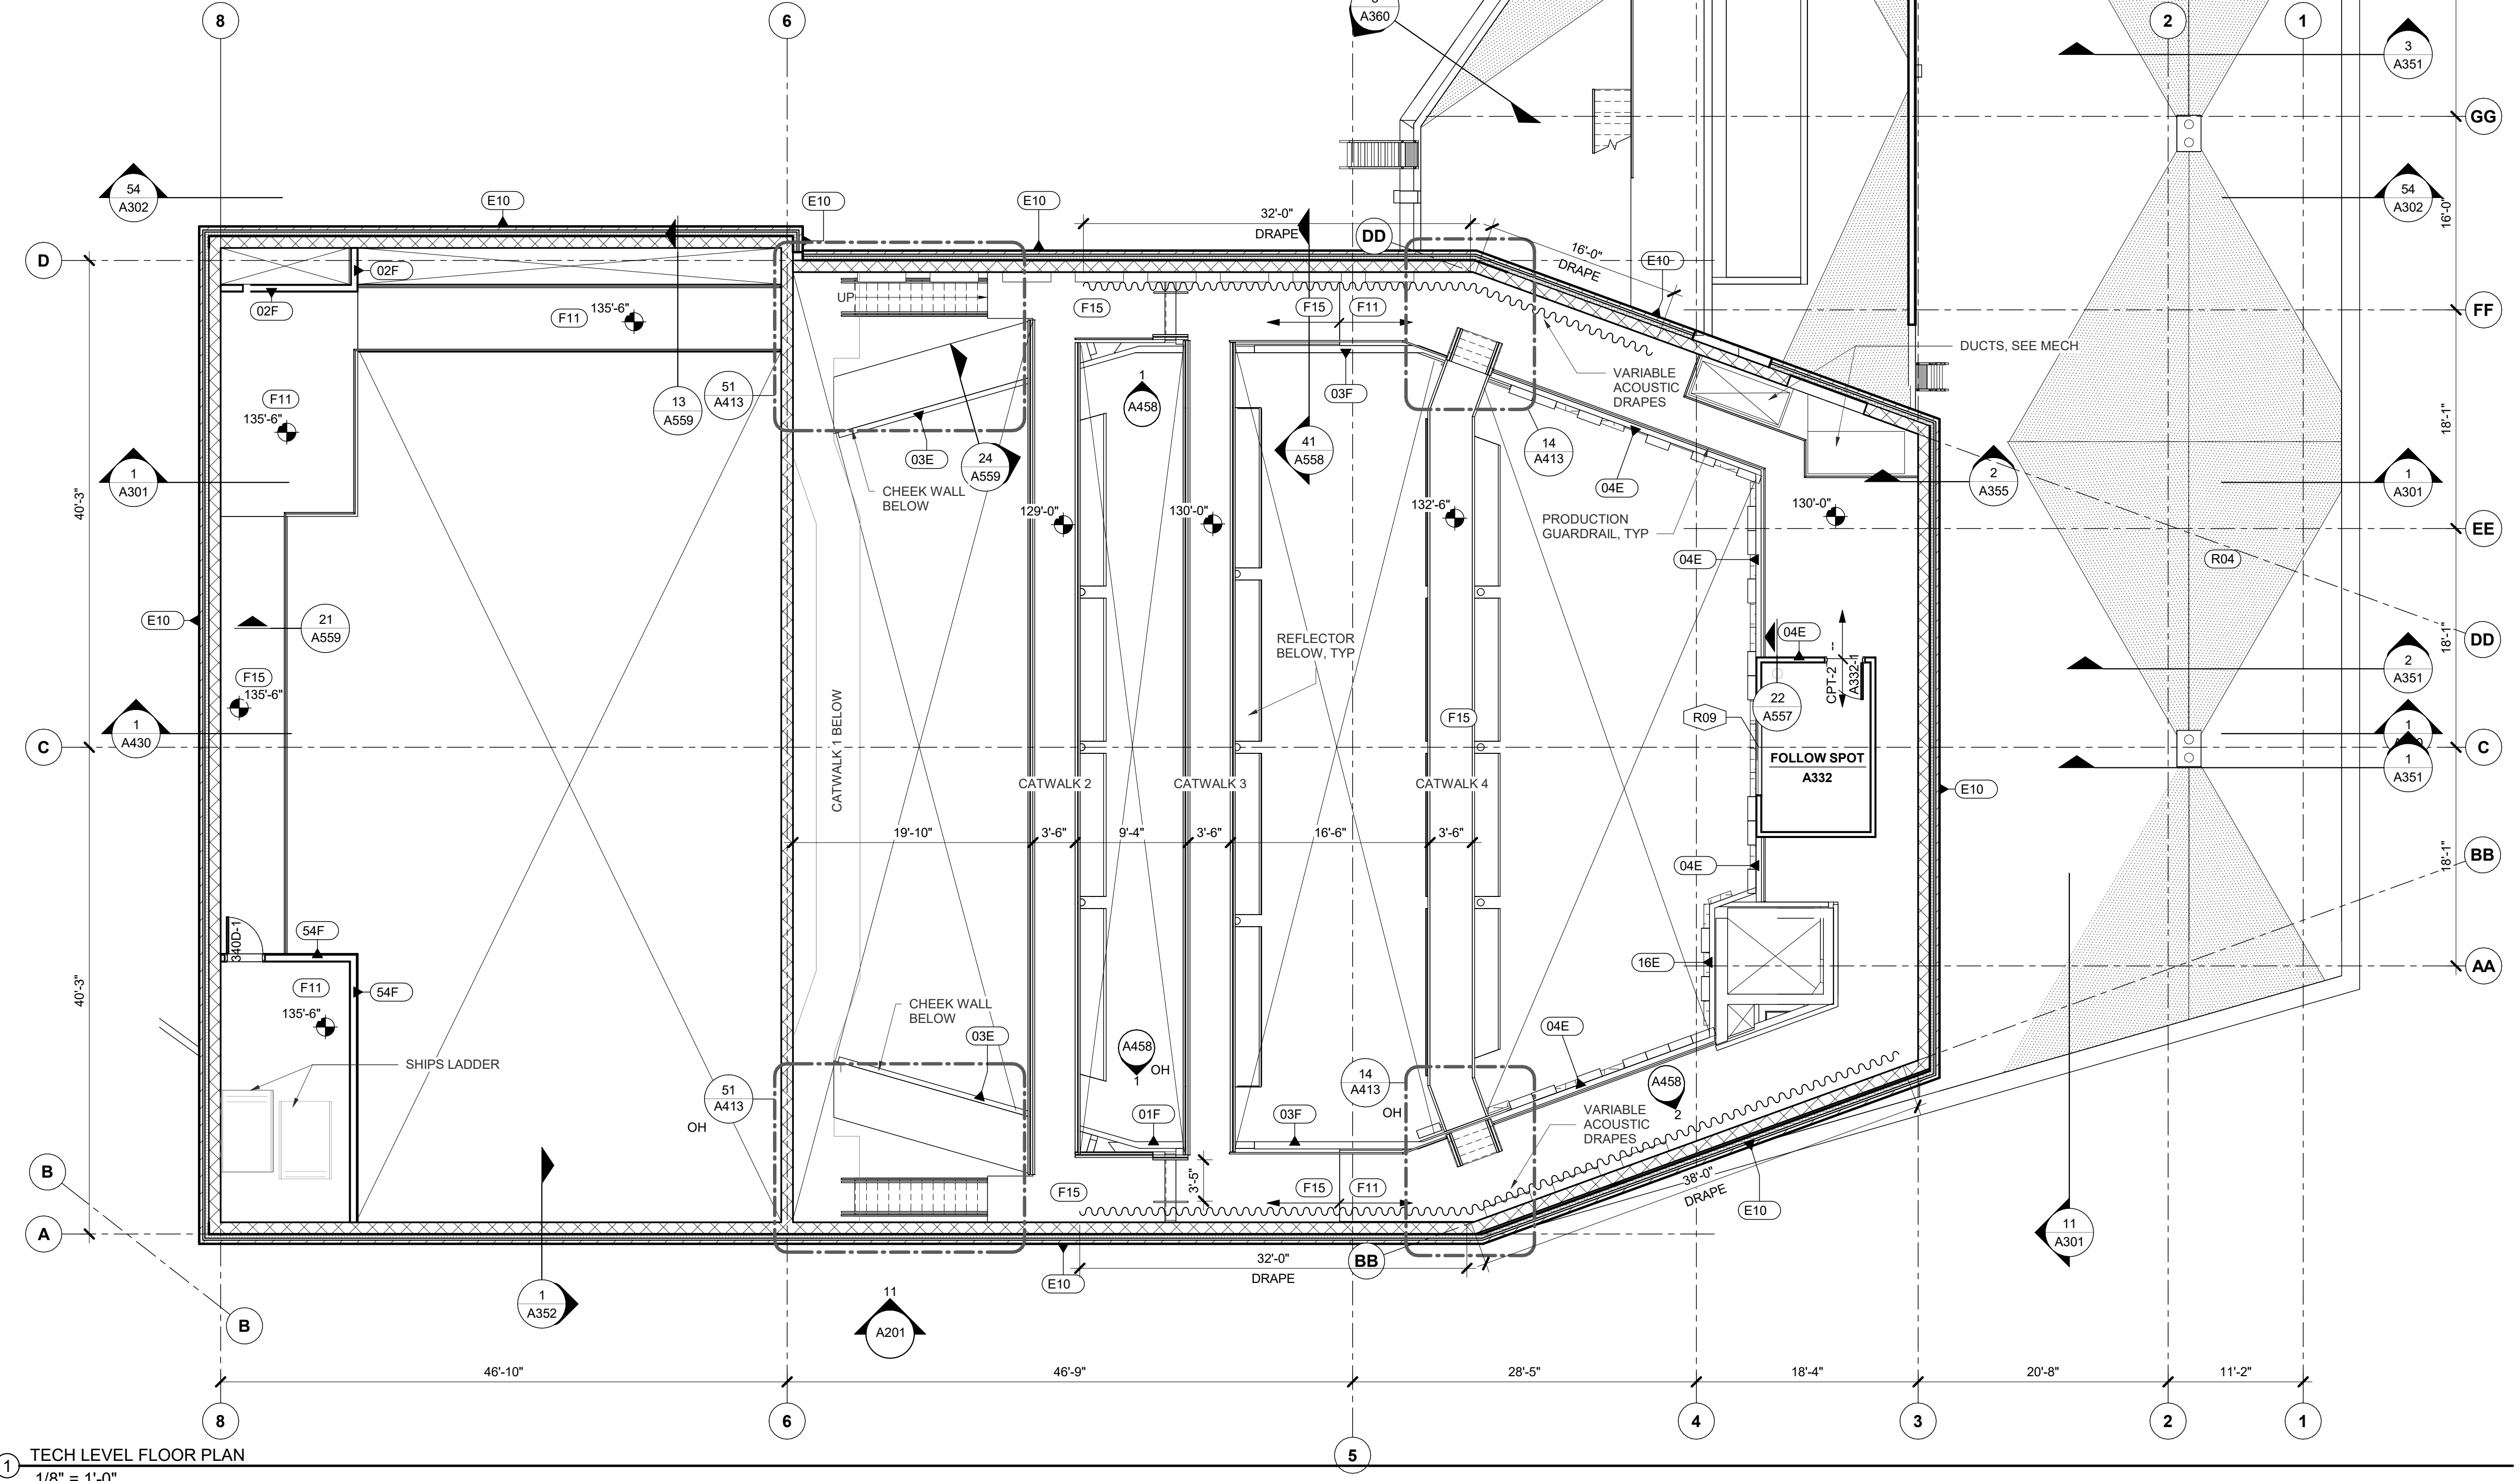 8
6
A360
2
1
3
A351
GG
54
A302
54
A302
16'-0"
E10
E10
E10
32'-0"
DRAPE
DD
16'-0"
DRAPE
E10
D
02F
02F
135'-6"
F11
UP
F15
F15
F11
FF
DUCTS, SEE MECH
VARIABLE
ACOUSTIC
DRAPES
F11
135'-6"
51
A413
13
A559
1
A458
03F
18'-1"
03E
24
A559
41
A558
14
A413
04E
2
A355
1
A301
1
A301
CHEEK WALL
BELOW
40'-3"
129'-0"
130'-0"
132'-6"
130'-0"
PRODUCTION
GUARDRAIL, TYP
EE
04E
R04
E10
21
A559
REFLECTOR
BELOW, TYP
04E
CPT-2
--
A332-1
18'-1"
DD
2
A351
F15
135'-6"
1
A430
CATWALK 1 BELOW
F15
R09
22
A557
1
C
FOLLOW SPOT
A332
C
1
A351
CATWALK 2
CATWALK 3
CATWALK 4
E10
19'-10"
3'-6"
9'-4"
3'-6"
16'-6"
3'-6"
04E
18'-1"
BB
340D-1
54F
16E
AA
F11
54F
40'-3"
135'-6"
CHEEK WALL
BELOW
03E
04E
SHIPS LADDER
A458
1
OH
51
A413
OH
14
A413
OH
A458
2
01F
03F
VARIABLE
ACOUSTIC
DRAPES
B
3'-5"
F15
F15
F11
38'-0"
DRAPE
E10
A
11
A301
32'-0"
DRAPE
BB
E10
1
A352
B
11
A201
46'-10"
46'-9"
28'-5"
18'-4"
20'-8"
11'-2"
8
6
5
4
3
2
1
1
TECH LEVEL FLOOR PLAN
1/8" = 1'-0"